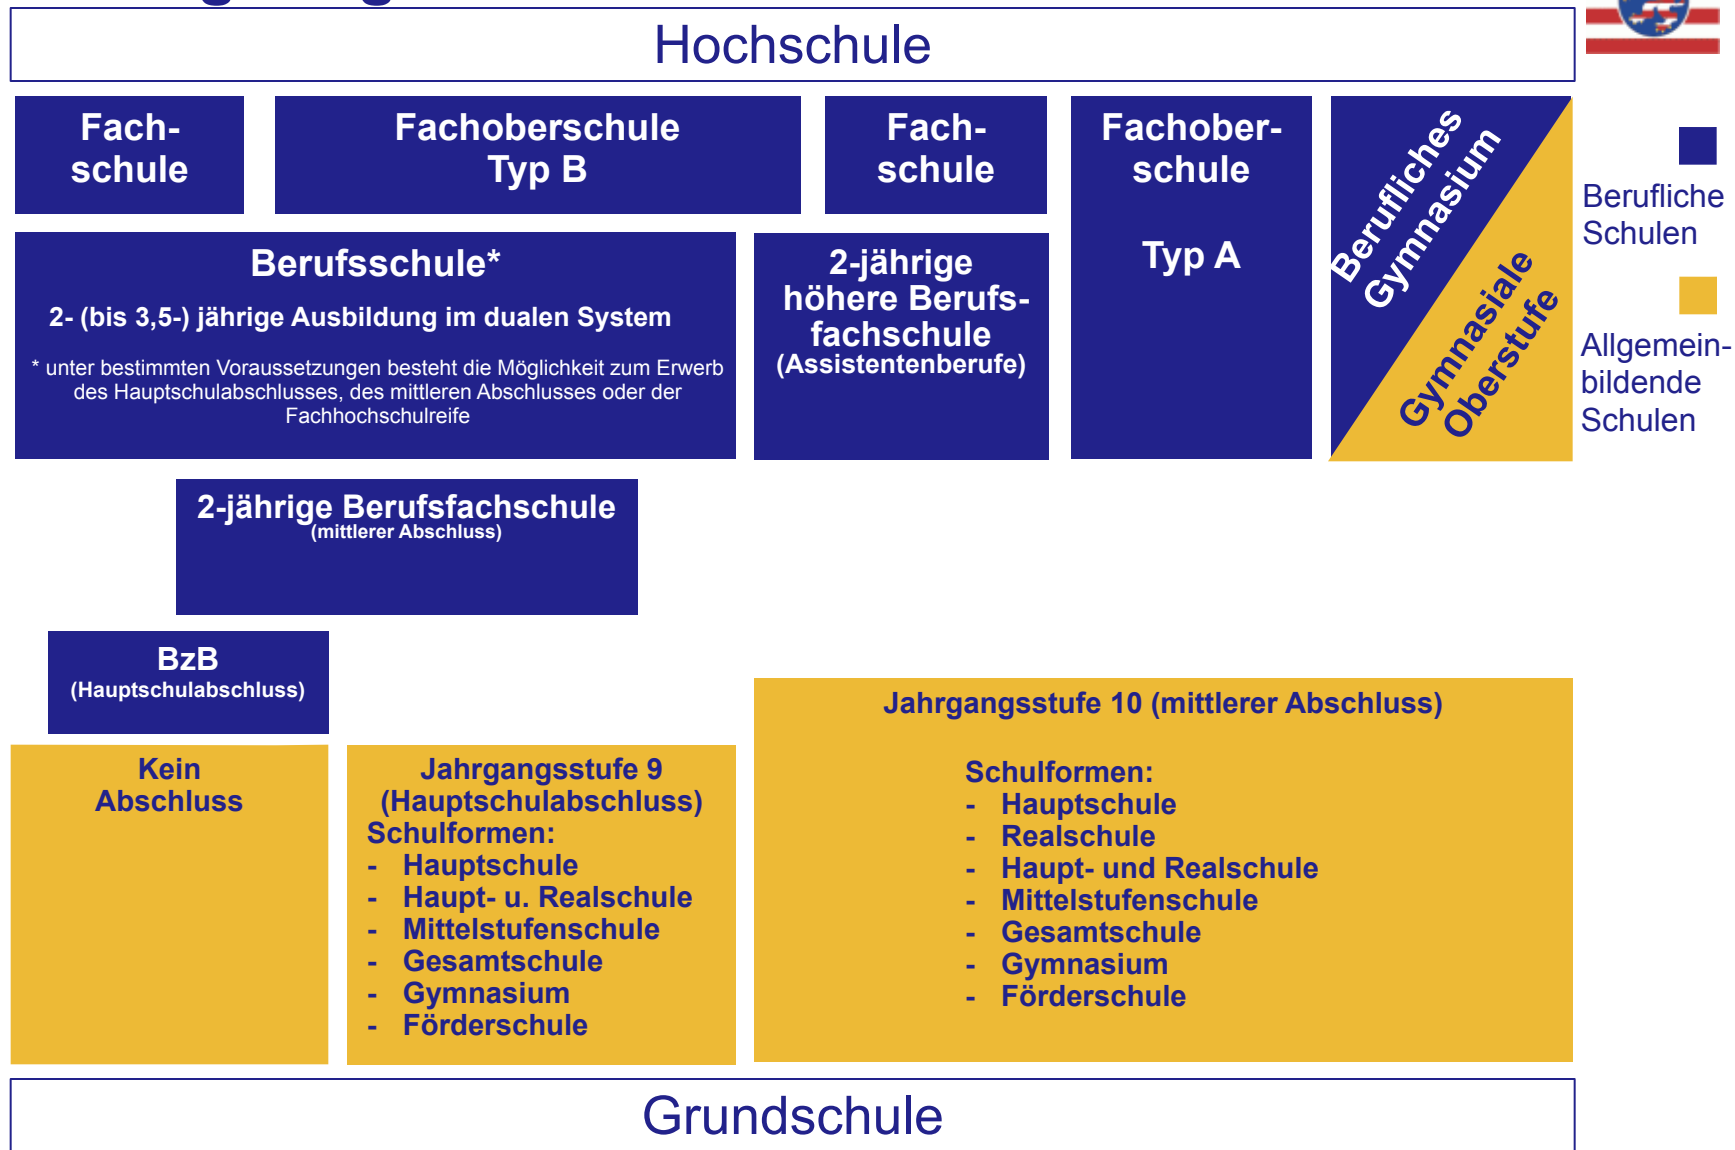 Hochschule
Fach-
schule
Fachoberschule
Typ B
Fach-
schule
Fachober-
schule
Typ A
Berufliches
Gymnasium
Gymnasiale
Oberstufe
Berufliche
Schulen
Allgemein-
bildende
Schulen
Berufsschule*
2- (bis 3,5-) jährige Ausbildung im dualen System
* unter bestimmten Voraussetzungen besteht die Möglichkeit zum Erwerb
des Hauptschulabschlusses, des mittleren Abschlusses oder der
Fachhochschulreife
2-jährige
höhere Berufs-
fachschule
(Assistentenberufe)
2-jährige Berufsfachschule
(mittlerer Abschluss)
BzB
(Hauptschulabschluss)
Kein
Abschluss
Jahrgangsstufe 9
(Hauptschulabschluss)
Schulformen:
- Hauptschule
- Haupt- u. Realschule
- Mittelstufenschule
- Gesamtschule
- Gymnasium
- Förderschule
Jahrgangsstufe 10 (mittlerer Abschluss)
Schulformen:
- Hauptschule
- Realschule
- Haupt- und Realschule
- Mittelstufenschule
- Gesamtschule
- Gymnasium
- Förderschule
Grundschule